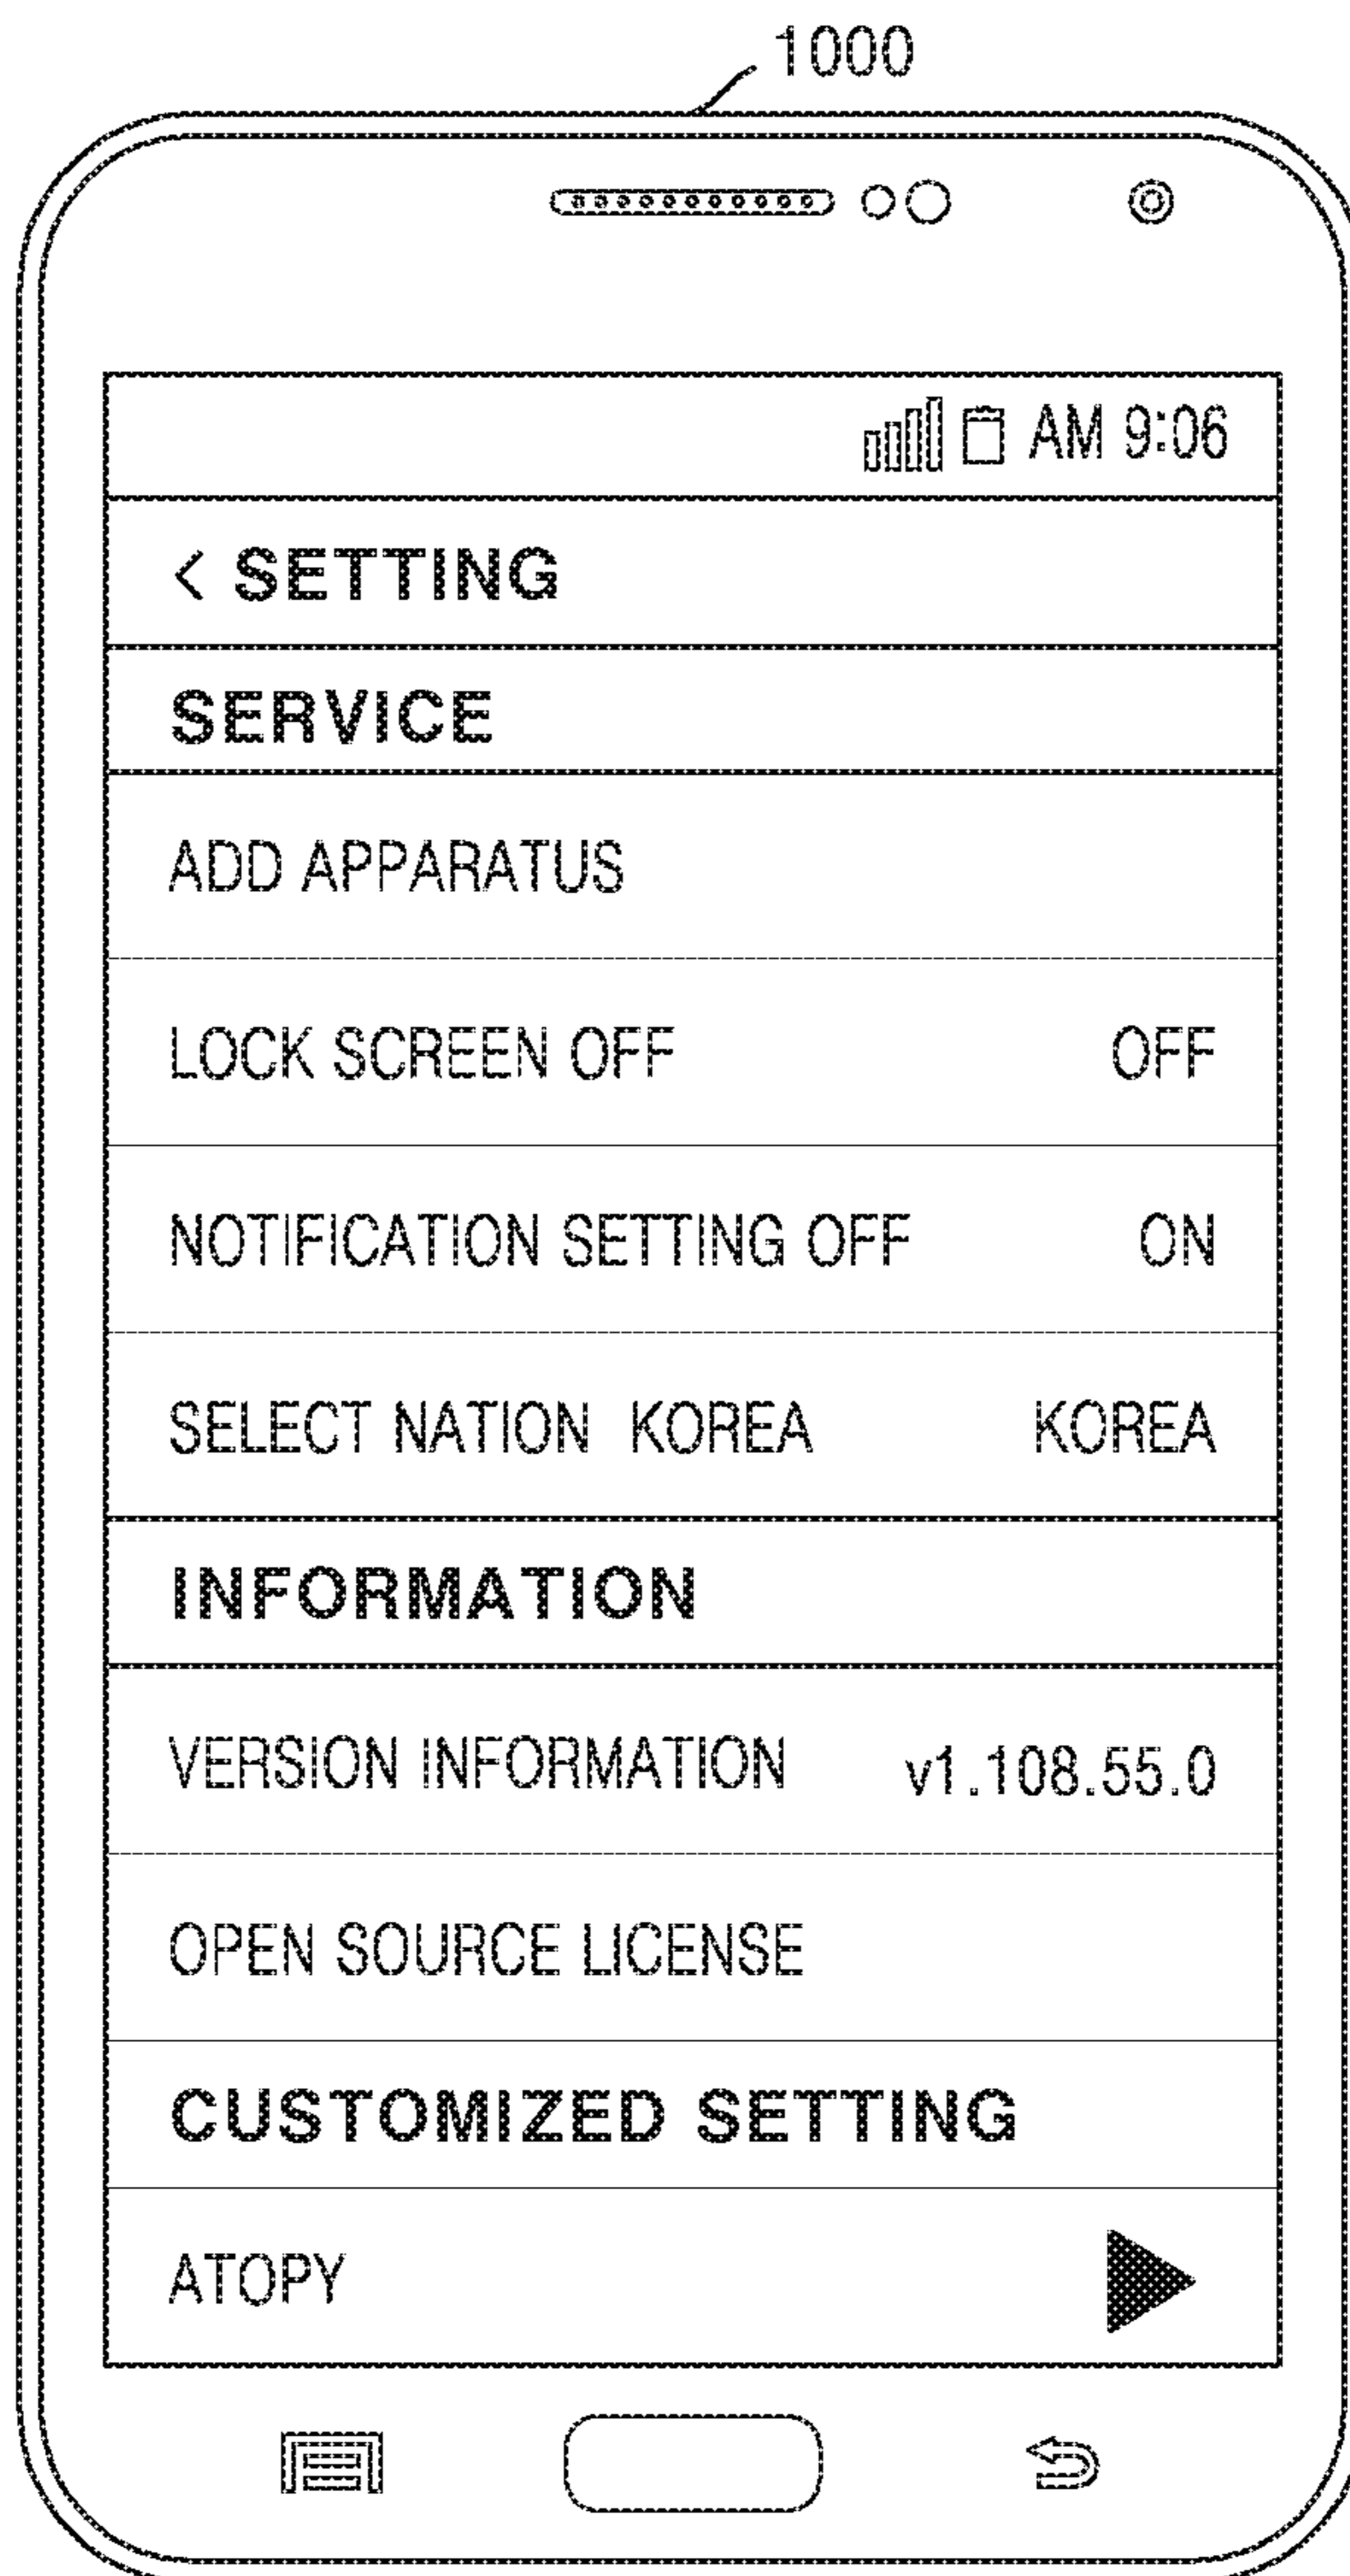 1000
AM 9:06
< SETTING
SERVICE
ADD APPARATUS
LOCK SCREEN OFF OFF
NOTIFICATION SETTING OFF ON
SELECT NATION KOREA KOREA
INFORMATION
VERSION INFORMATION v1.108.55.0
OPEN SOURCE LICENSE
CUSTOMIZED SETTING
ATOPY